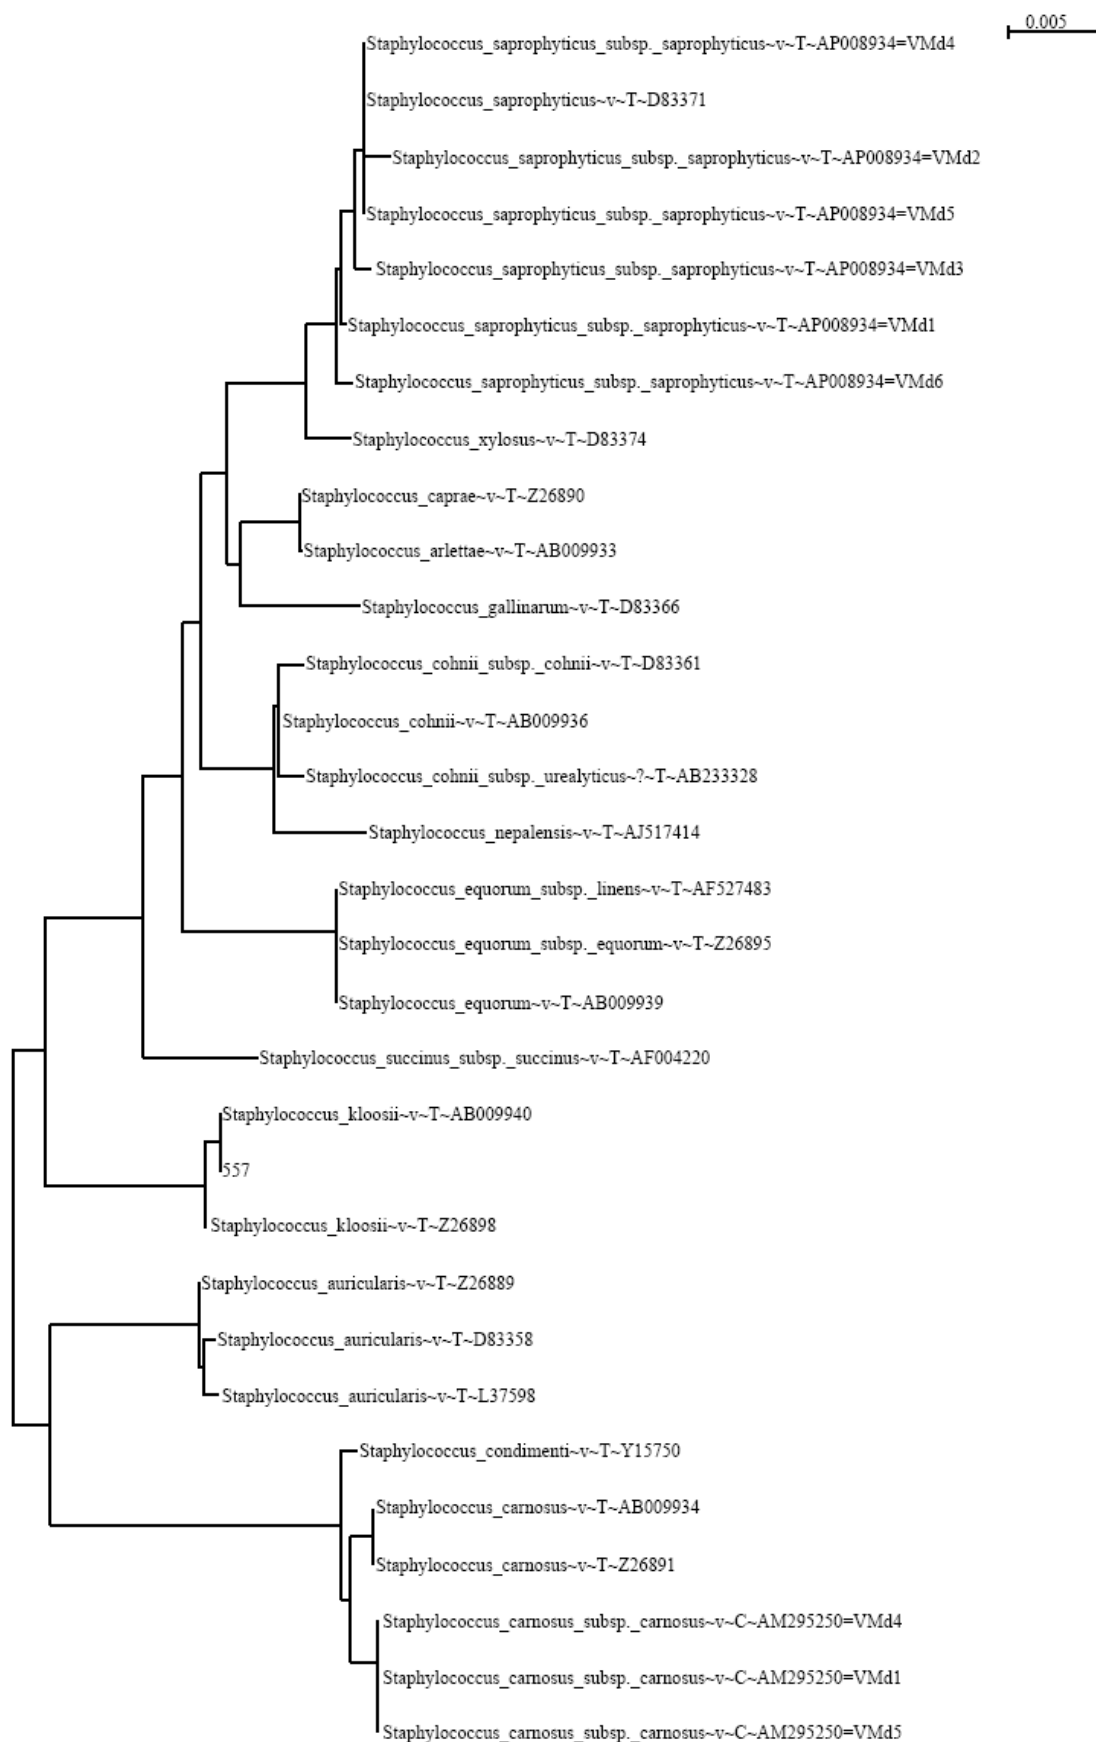 0.005
Staphylococcus_saprophyticus_subsp._saprophyticus~v~T~AP008934=VMd4
Staphylococcus_saprophyticus~v~T~D83371
Staphylococcus_saprophyticus_subsp._saprophyticus~v~T~AP008934=VMd2
Staphylococcus_saprophyticus_subsp._saprophyticus~v~T~AP008934=VMd5
Staphylococcus_saprophyticus_subsp._saprophyticus~v~T~AP008934=VMd3
Staphylococcus_saprophyticus_subsp._saprophyticus~v~T~AP008934=VMd1
Staphylococcus_saprophyticus_subsp._saprophyticus~v~T~AP008934=VMd6
Staphylococcus_xylosus~v~T~D83374
Staphylococcus_caprae~v~T~Z26890
Staphylococcus_arlettae~v~T~AB009933
Staphylococcus_gallinarum~v~T~D83366
Staphylococcus_cohnii_subsp._cohnii~v~T~D83361
Staphylococcus_cohnii~v~T~AB009936
Staphylococcus_cohnii_subsp._urealyticus~?~T~AB233328
Staphylococcus_nepalensis~v~T~AJ517414
Staphylococcus_equorum_subsp._linens~v~T~AF527483
Staphylococcus_equorum_subsp._equorum~v~T~Z26895
Staphylococcus_equorum~v~T~AB009939
Staphylococcus_succinus_subsp._succinus~v~T~AF004220
Staphylococcus_kloosii~v~T~AB009940
557
Staphylococcus_kloosii~v~T~Z26898
Staphylococcus_auricularis~v~T~Z26889
Staphylococcus_auricularis~v~T~D83358
Staphylococcus_auricularis~v~T~L37598
Staphylococcus_condimenti~v~T~Y15750
Staphylococcus_carnosus~v~T~AB009934
Staphylococcus_carnosus~v~T~Z26891
Staphylococcus_carnosus_subsp._carnosus~v~C~AM295250=VMd4
Staphylococcus_carnosus_subsp._carnosus~v~C~AM295250=VMd1
Staphylococcus_carnosus_subsp._carnosus~v~C~AM295250=VMd5